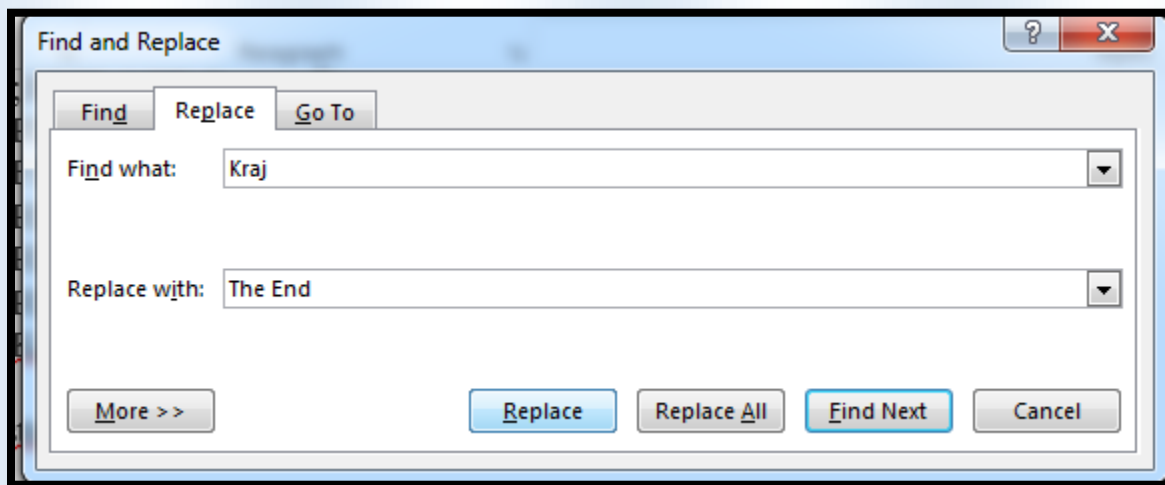 Find and Replace
Find Replace Go To
Find what: Kraj
Replace with: The End
More >> Replace Replace All Find Next Cancel